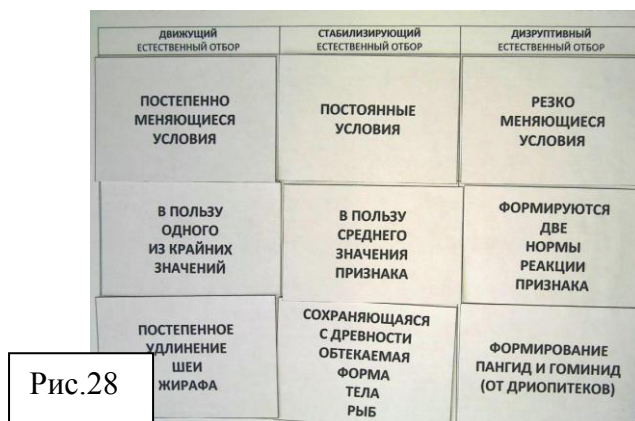 ДВИЖУЩИЙ
ЕСТЕСТВЕННЫЙ ОТБОР
СТАБИЛИЗИРУЮЩИЙ
ЕСТЕСТВЕННЫЙ ОТБОР
ДИЗРУПТИВНЫЙ
ЕСТЕСТВЕННЫЙ ОТБОР
ПОСТЕПЕННО
МЕНЯЮЩИЕСЯ
УСЛОВИЯ
ПОСТОЯННЫЕ
УСЛОВИЯ
РЕЗКО
МЕНЯЮЩИЕСЯ
УСЛОВИЯ
В ПОЛЬЗУ
ОДНОГО
ИЗ КРАЙНИХ
ЗНАЧЕНИЙ
В ПОЛЬЗУ
СРЕДНЕГО
ЗНАЧЕНИЯ
ПРИЗНАКА
ФОРМИРУЮТСЯ
ДВЕ
НОРМЫ
РЕАКЦИИ
ПРИЗНАКА
ПОСТЕПЕННОЕ
УДЛИНЕНИЕ
ШЕИ
ЖИРАФА
СОХРАНЯЮЩАЯСЯ
С ДРЕВНОСТИ
ОБТЕКАЕМАЯ
ФОРМА
ТЕЛА
РЫБ
ФОРМИРОВАНИЕ
ПАНГИД И ГОМИНИД
(ОТ ДРИОПИТЕКОВ)
Рис.28